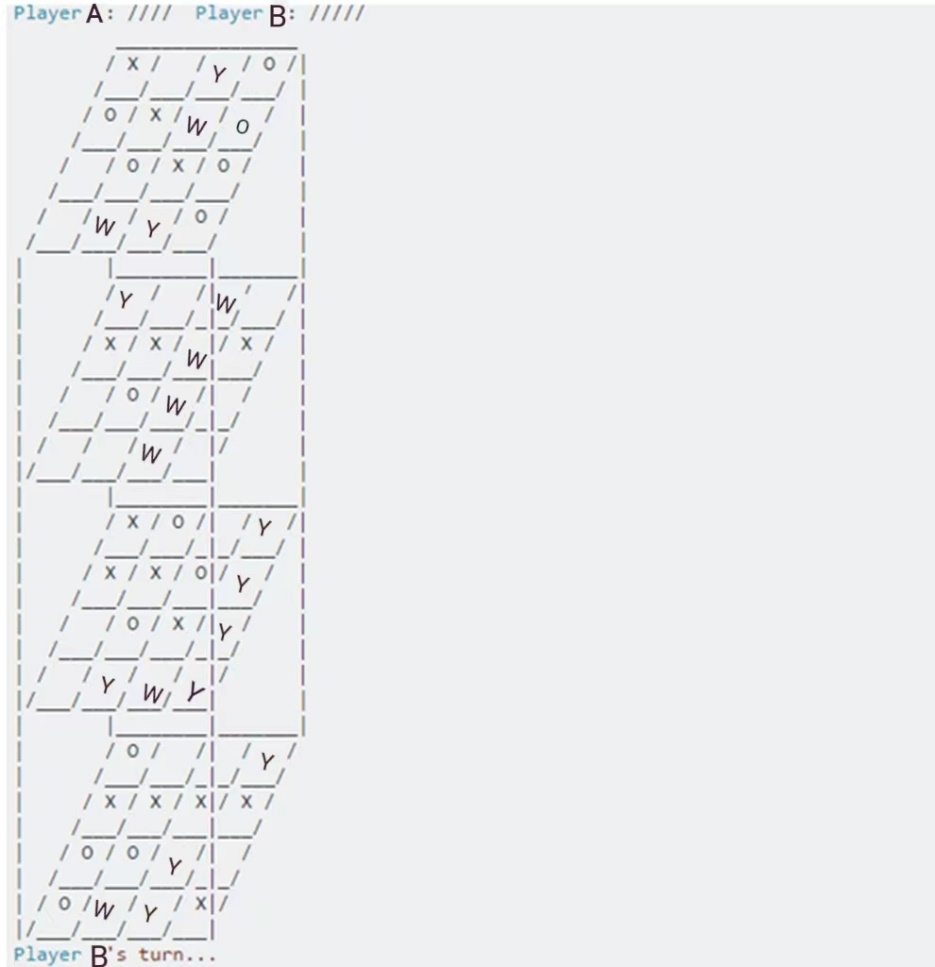 Player A: //// Player B: /////
X Y O
O X W O
O X O
W Y O
Y W
X X W X
O W
W
X O Y
X X O Y
O X Y
Y W Y
O Y
X X X X
O O Y
O W Y X
Player B's turn...